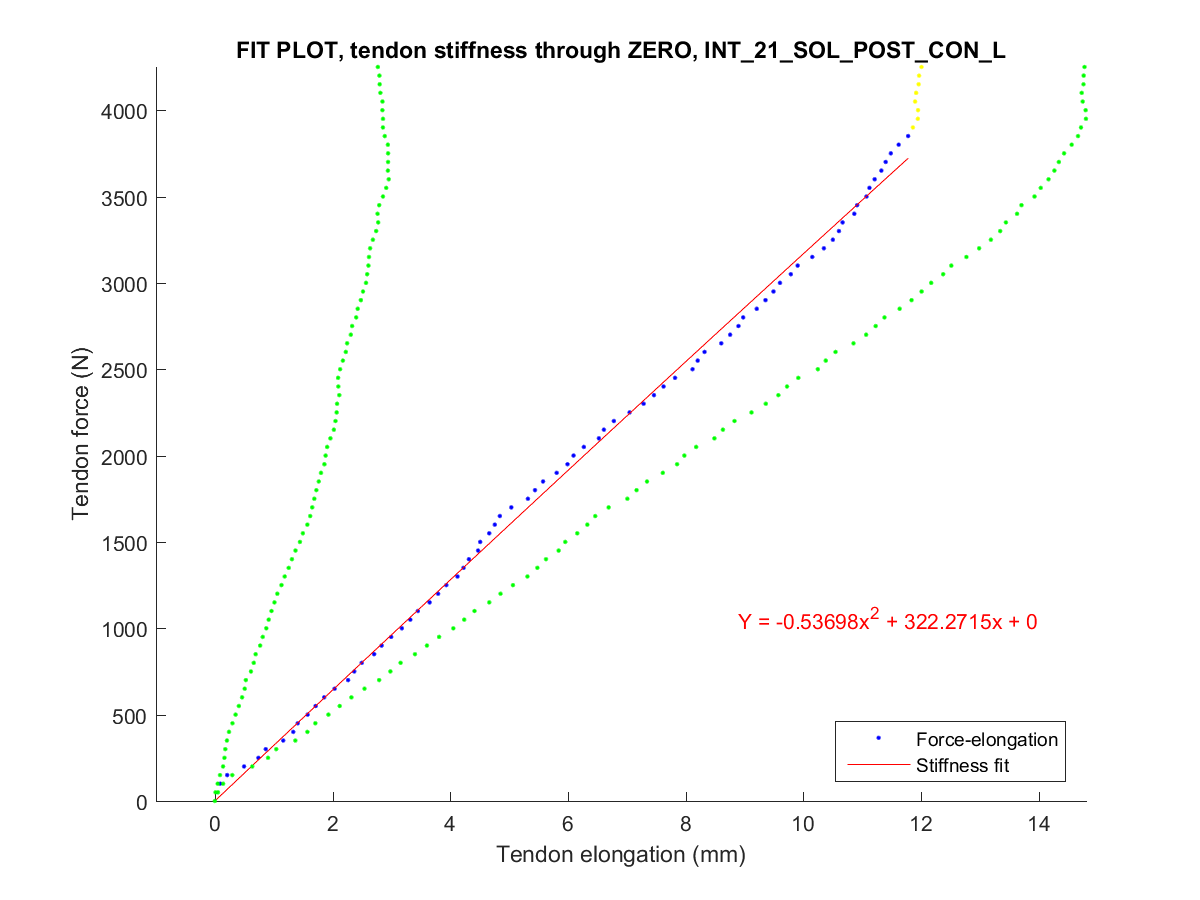 FIT PLOT, tendon stiffness through ZERO, INT_21_SOL_POST_CON_L
4000
3500
3000
2500
2000
1500
1000
500
0
Tendon force (N)
Y = -0.53698x² + 322.2715x + 0
Force-elongation
Stiffness fit
0 2 4 6 8 10 12 14
Tendon elongation (mm)